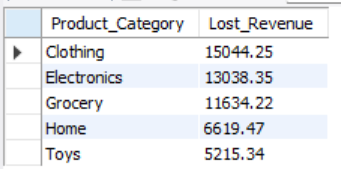 Product_Category Lost_Revenue
Clothing 15044.25
Electronics 13038.35
Grocery 11634.22
Home 6619.47
Toys 5215.34